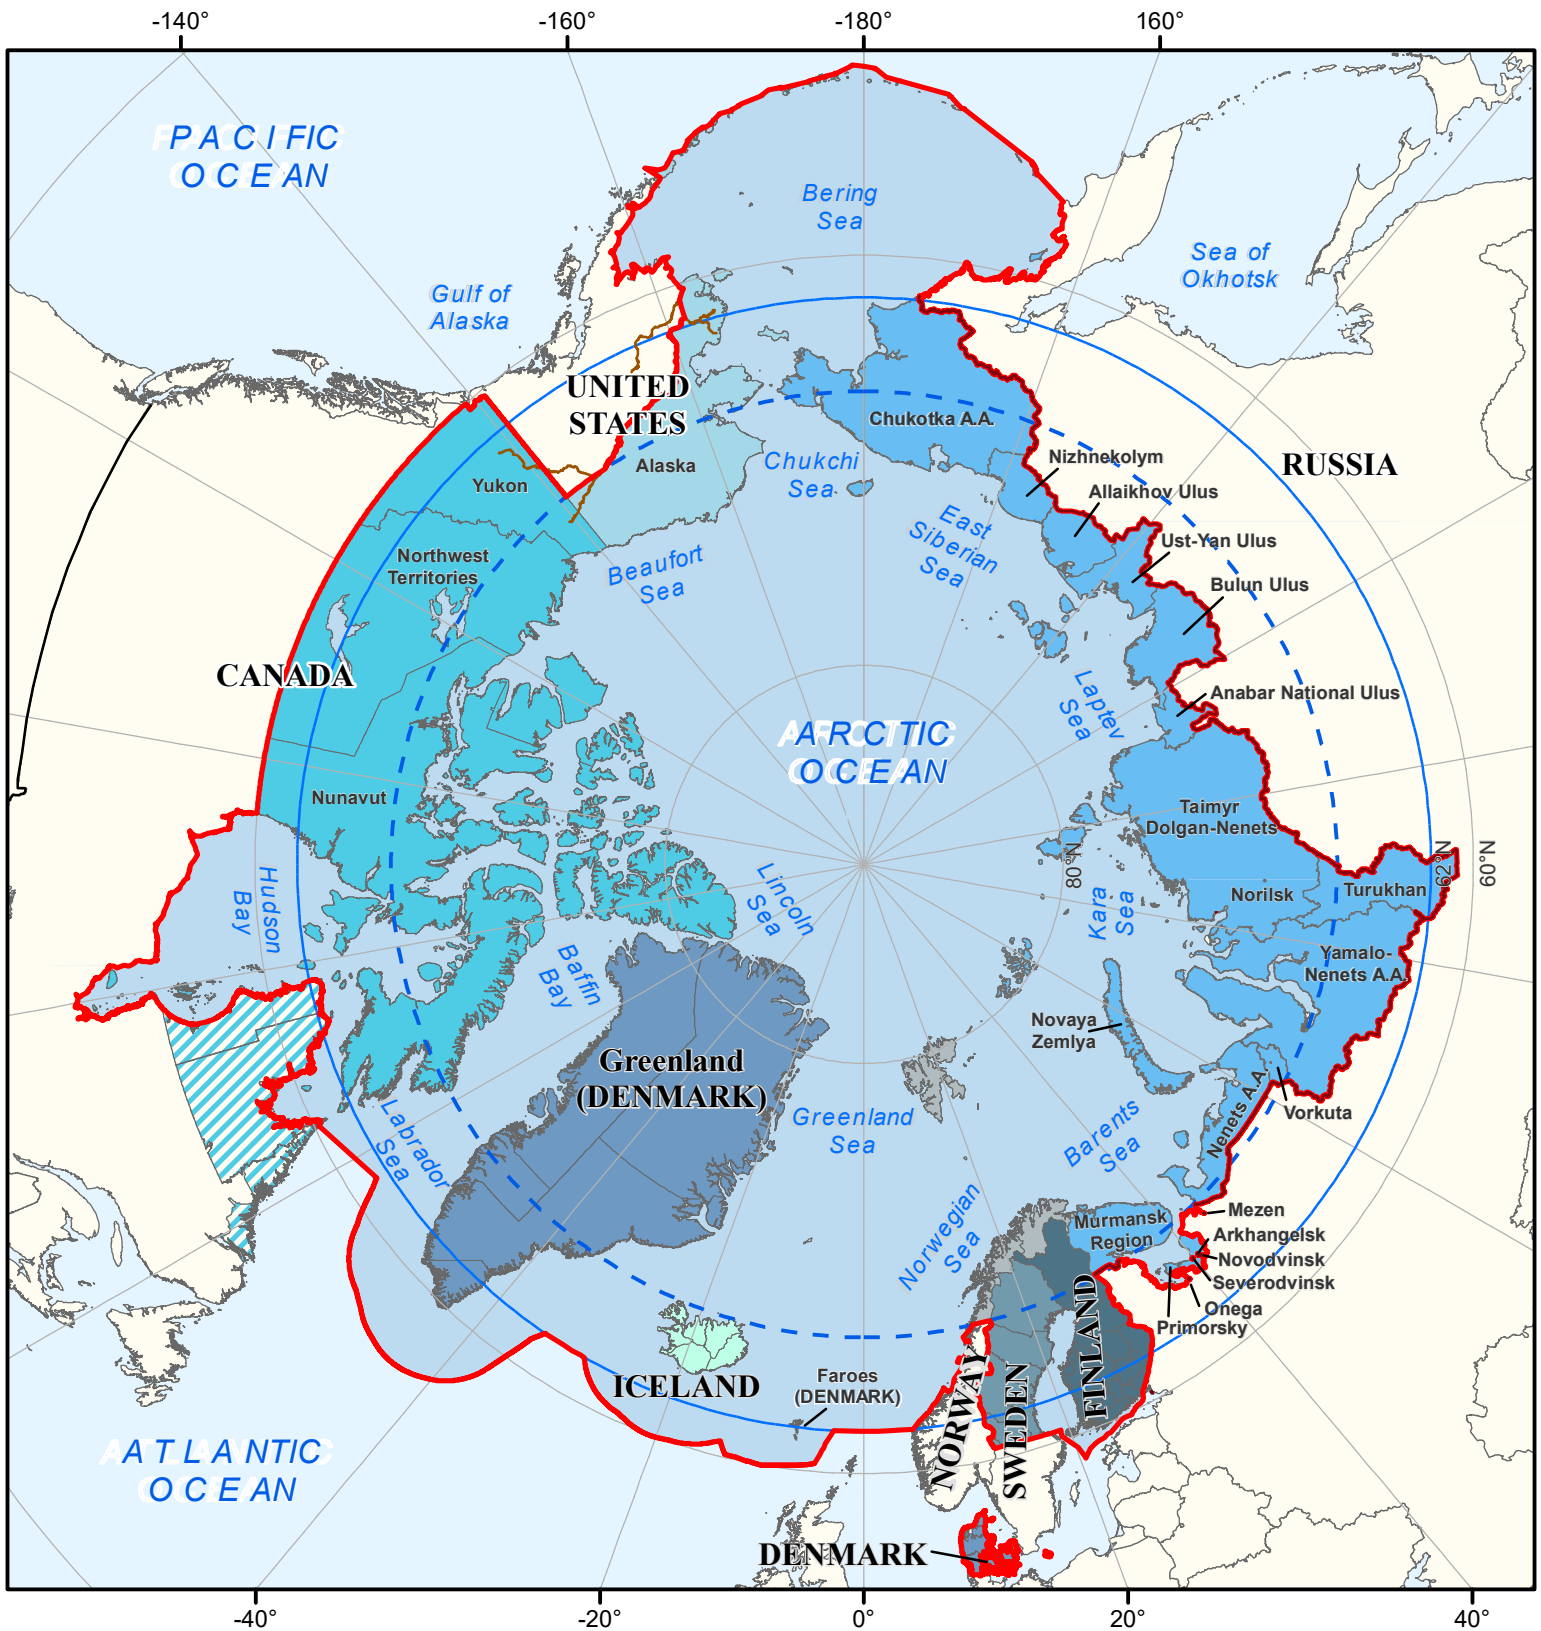 -140°
-160°
-180°
160°
PACIFIC
OCEAN
Bering
Sea
Sea of
Okhotsk
Gulf of
Alaska
UNITED
STATES
Alaska
Yukon
Chukotka A.A.
Chukchi
Sea
Nizhnekolym
RUSSIA
Allaikhov Ulus
East
Siberian
Sea
Ust-Yan Ulus
Northwest
Territories
Beaufort
Sea
Bulun Ulus
CANADA
Laptev
Sea
Anabar National Ulus
ARCTIC
OCEAN
Nunavut
Taimyr
Dolgan-Nenets
80°N
62°N
60°N
Hudson
Bay
Lincoln
Sea
Kara
Sea
Norilsk
Turukhan
Baffin
Bay
Yamalo-
Nenets A.A.
Novaya
Zemlya
Greenland
(DENMARK)
Greenland
Sea
Barents
Sea
Nenets A.A.
Vorkuta
Labrador
Sea
Norwegian
Sea
Murmansk
Region
Mezen
Arkhangelsk
Novodvinsk
Severodvinsk
Onega
Primorsky
ICELAND
Faroes
(DENMARK)
NORWAY
SWEDEN
FINLAND
ATLANTIC
OCEAN
DENMARK
-40°
-20°
0°
20°
40°